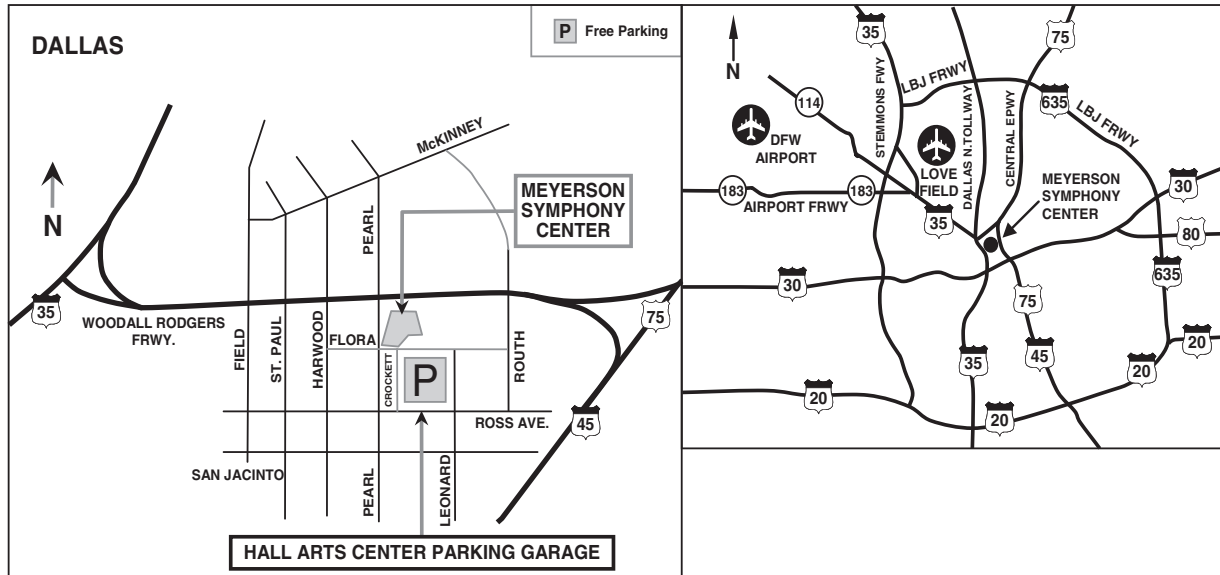 DALLAS
P Free Parking
N
McKINNEY
MEYERSON
SYMPHONY
CENTER
PEARL
35
WOODALL RODGERS
FRWY.
75
FIELD
ST. PAUL
HARWOOD
FLORA
CROCKETT
P
ROUTH
ROSS AVE.
45
SAN JACINTO
PEARL
LEONARD
HALL ARTS CENTER PARKING GARAGE
N
35
75
STEMMONS FWY
LBJ FRWY
DALLAS N.TOLLWAY
CENTRAL EPWY
635
LBJ FRWY
114
DFW
AIRPORT
LOVE
FIELD
183
183
AIRPORT FRWY
35
MEYERSON
SYMPHONY
CENTER
30
80
30
75
635
35
45
20
20
20
20